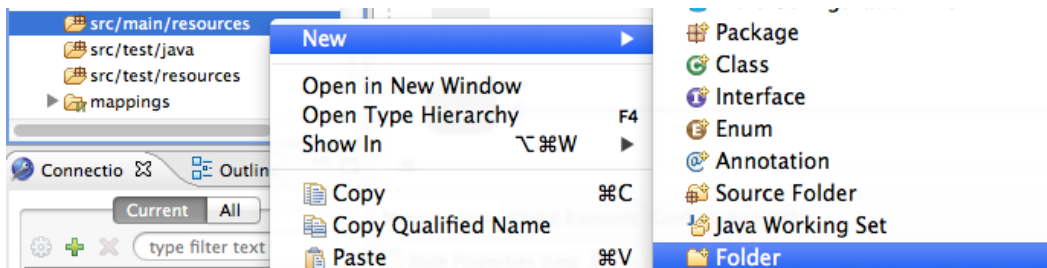 src/main/resources
src/test/java
src/test/resources
mappings
Connectio
Outlin
Current All
type filter text
New
Open in New Window
Open Type Hierarchy F4
Show In ⌥⌘W
Copy ⌘C
Copy Qualified Name
Paste ⌘V
Package
Class
Interface
Enum
Annotation
Source Folder
Java Working Set
Folder